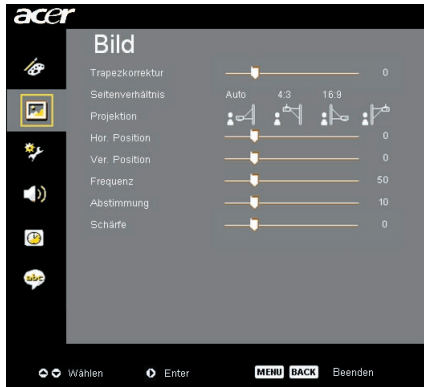 acer
Bild
Trapezkorrektur 0
Seitenverhältnis Auto 4:3 16:9
Projektion
Hor. Position 0
Ver. Position 0
Frequenz 50
Abstimmung 10
Schärfe 0
abc
Wählen Enter MENU BACK Beenden